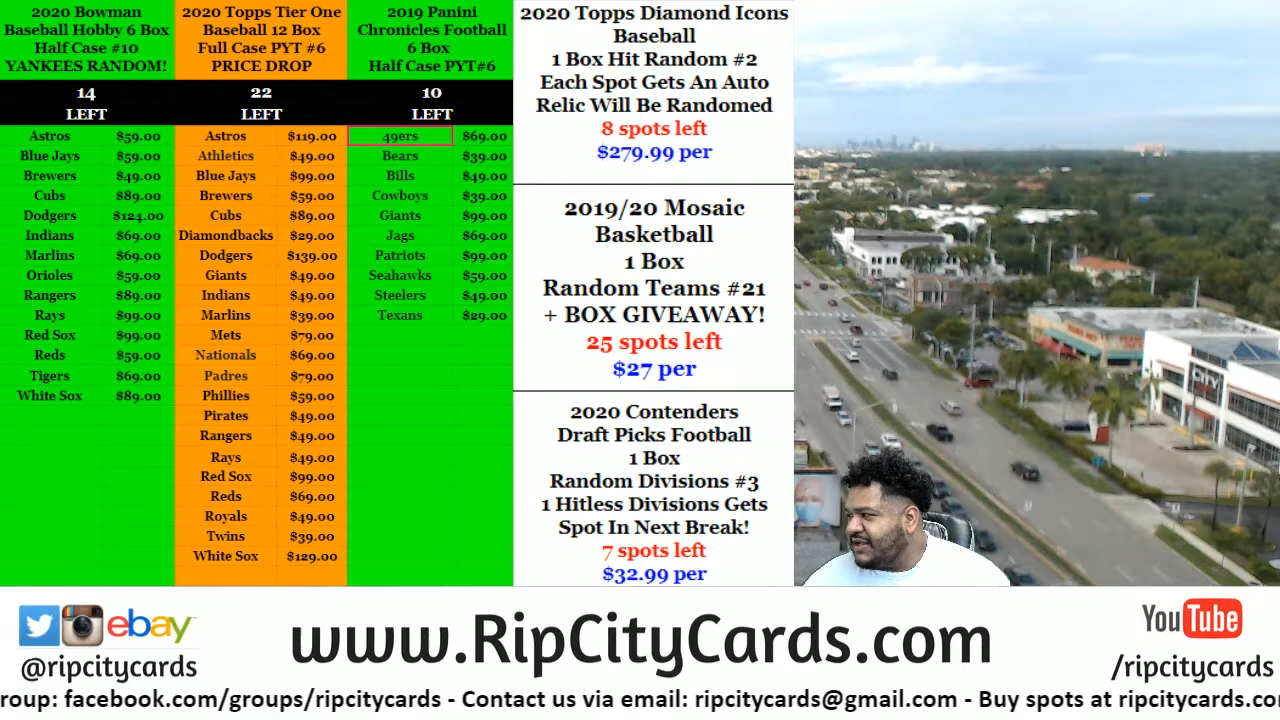 2020 Bowman
Baseball Hobby 6 Box
Half Case #10
YANKEES RANDOM!
14
LEFT
Astros $59.00
Blue Jays $59.00
Brewers $49.00
Cubs $89.00
Dodgers $124.00
Indians $69.00
Marlins $69.00
Orioles $59.00
Rangers $89.00
Rays $99.00
Red Sox $99.00
Reds $59.00
Tigers $69.00
White Sox $89.00
2020 Topps Tier One
Baseball 12 Box
Full Case PYT #6
PRICE DROP
22
LEFT
Astros $119.00
Athletics $49.00
Blue Jays $99.00
Brewers $59.00
Cubs $89.00
Diamondbacks $29.00
Dodgers $139.00
Giants $49.00
Indians $49.00
Marlins $39.00
Mets $79.00
Nationals $69.00
Padres $79.00
Phillies $59.00
Pirates $49.00
Rangers $49.00
Rays $49.00
Red Sox $99.00
Reds $69.00
Royals $49.00
Twins $39.00
White Sox $129.00
2019 Panini
Chronicles Football
6 Box
Half Case PYT#6
10
LEFT
49ers $69.00
Bears $39.00
Bills $49.00
Cowboys $39.00
Giants $99.00
Jags $69.00
Patriots $99.00
Seahawks $59.00
Steelers $49.00
Texans $29.00
2020 Topps Diamond Icons
Baseball
1 Box Hit Random #2
Each Spot Gets An Auto
Relic Will Be Randomed
8 spots left
$279.99 per
2019/20 Mosaic
Basketball
1 Box
Random Teams #21
+ BOX GIVEAWAY!
25 spots left
$27 per
2020 Contenders
Draft Picks Football
1 Box
Random Divisions #3
1 Hitless Divisions Gets
Spot In Next Break!
7 spots left
$32.99 per
CITY
ebay
@ripcitycards
www.RipCityCards.com
YouTube
/ripcitycards
roup: facebook.com/groups/ripcitycards - Contact us via email: ripcitycards@gmail.com - Buy spots at ripcitycards.co